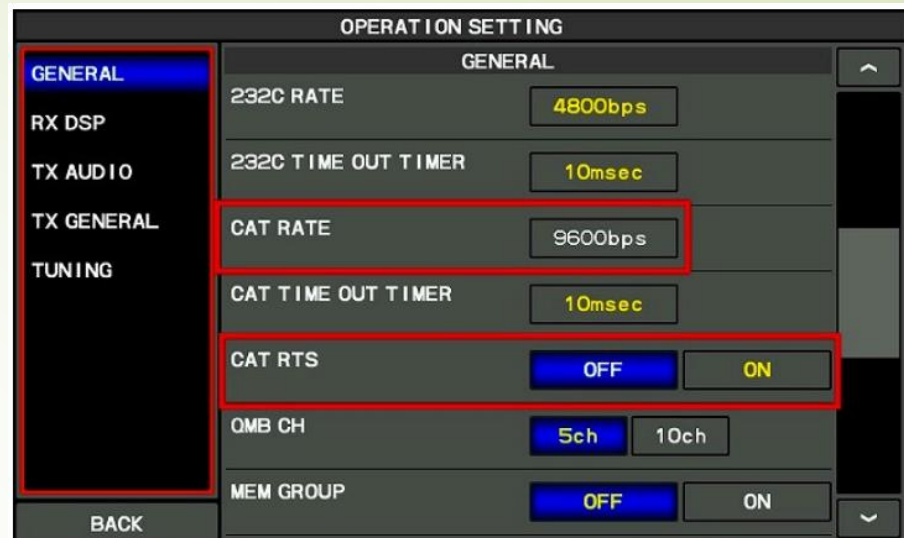 OPERATION SETTING
GENERAL
RX DSP
TX AUDIO
TX GENERAL
TUNING
BACK
GENERAL
232C RATE 4800bps
232C TIME OUT TIMER 10msec
CAT RATE 9600bps
CAT TIME OUT TIMER 10msec
CAT RTS OFF ON
QMB CH 5ch 10ch
MEM GROUP OFF ON